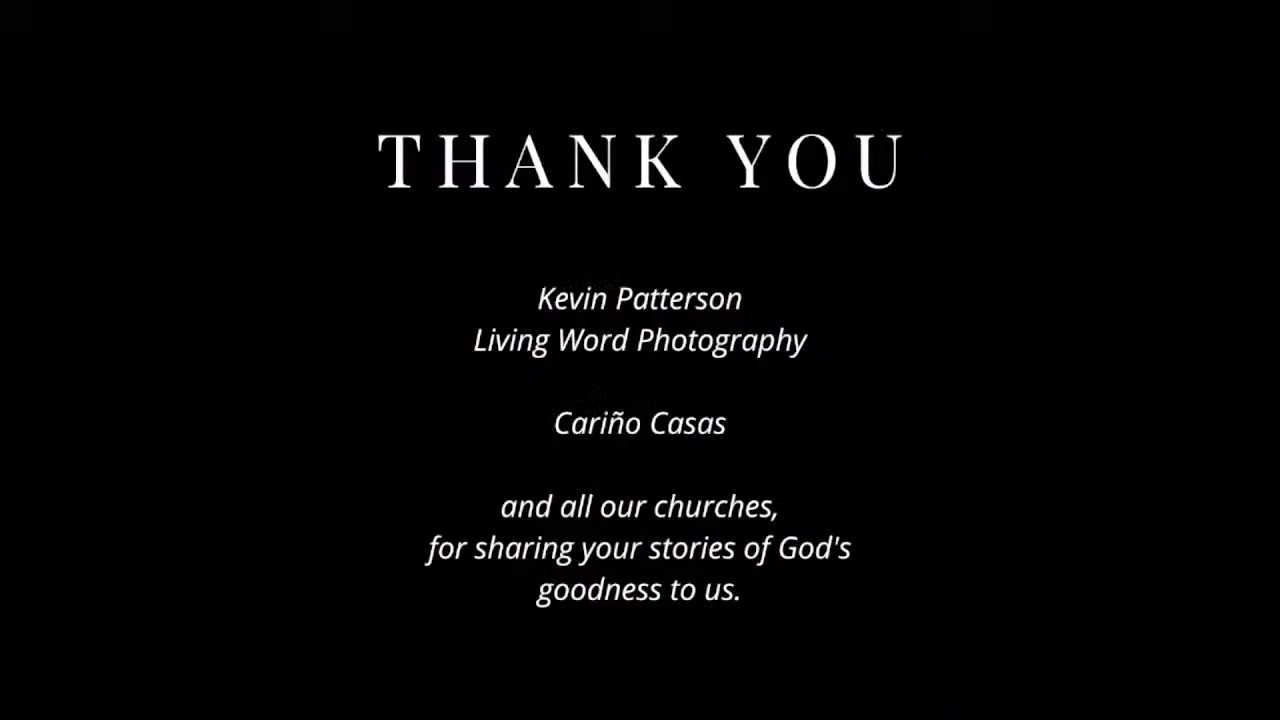 THANK YOU
Kevin Patterson
Living Word Photography
Cariño Casas
and all our churches,
for sharing your stories of God's
goodness to us.